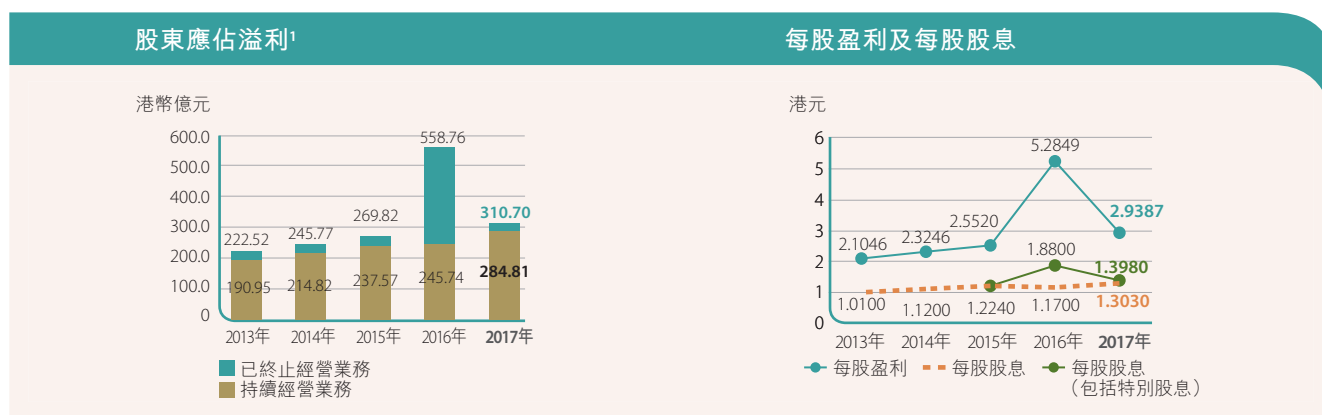 股東應佔溢利¹
港幣億元
600.0
500.0
400.0
300.0
200.0
100.0
0
558.76
310.70
269.82
245.77
222.52
190.95
214.82
237.57
245.74
284.81
2013年 2014年 2015年 2016年 2017年
已終止經營業務
持續經營業務
每股盈利及每股股息
港元
6
5
4
3
2
1
0
5.2849
2.9387
2.5520
2.3246
2.1046
1.8800
1.3980
1.0100 1.1200 1.2240 1.1700 1.3030
2013年 2014年 2015年 2016年 2017年
每股盈利 每股股息 每股股息
（包括特別股息）